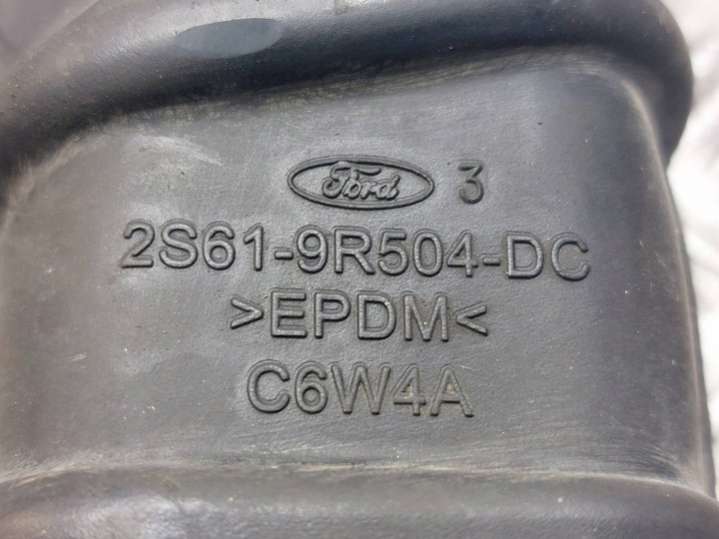 Ford 3
2S61-9R504-DC
>EPDM<
C6W4A